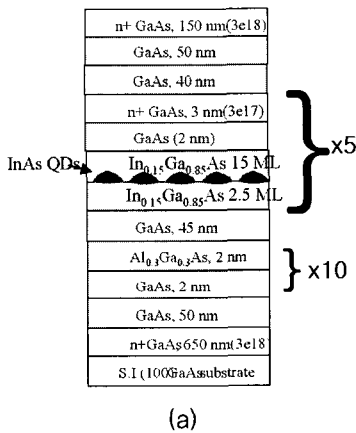 n+ GaAs, 150 nm(3e18)
GaAs, 50 nm
GaAs, 40 nm
n+ GaAs, 3 nm(3e17)
x5
GaAs (2 nm)
InAs QDs
In0.15Ga0.85As 15 ML
In0.15Ga0.85As 2.5 ML
GaAs, 45 nm
Al0.3Ga0.3As, 2 nm
x10
GaAs, 2 nm
GaAs, 50 nm
n+GaAs650 nm(3e18
S.I (100GaAssubstrate
(a)